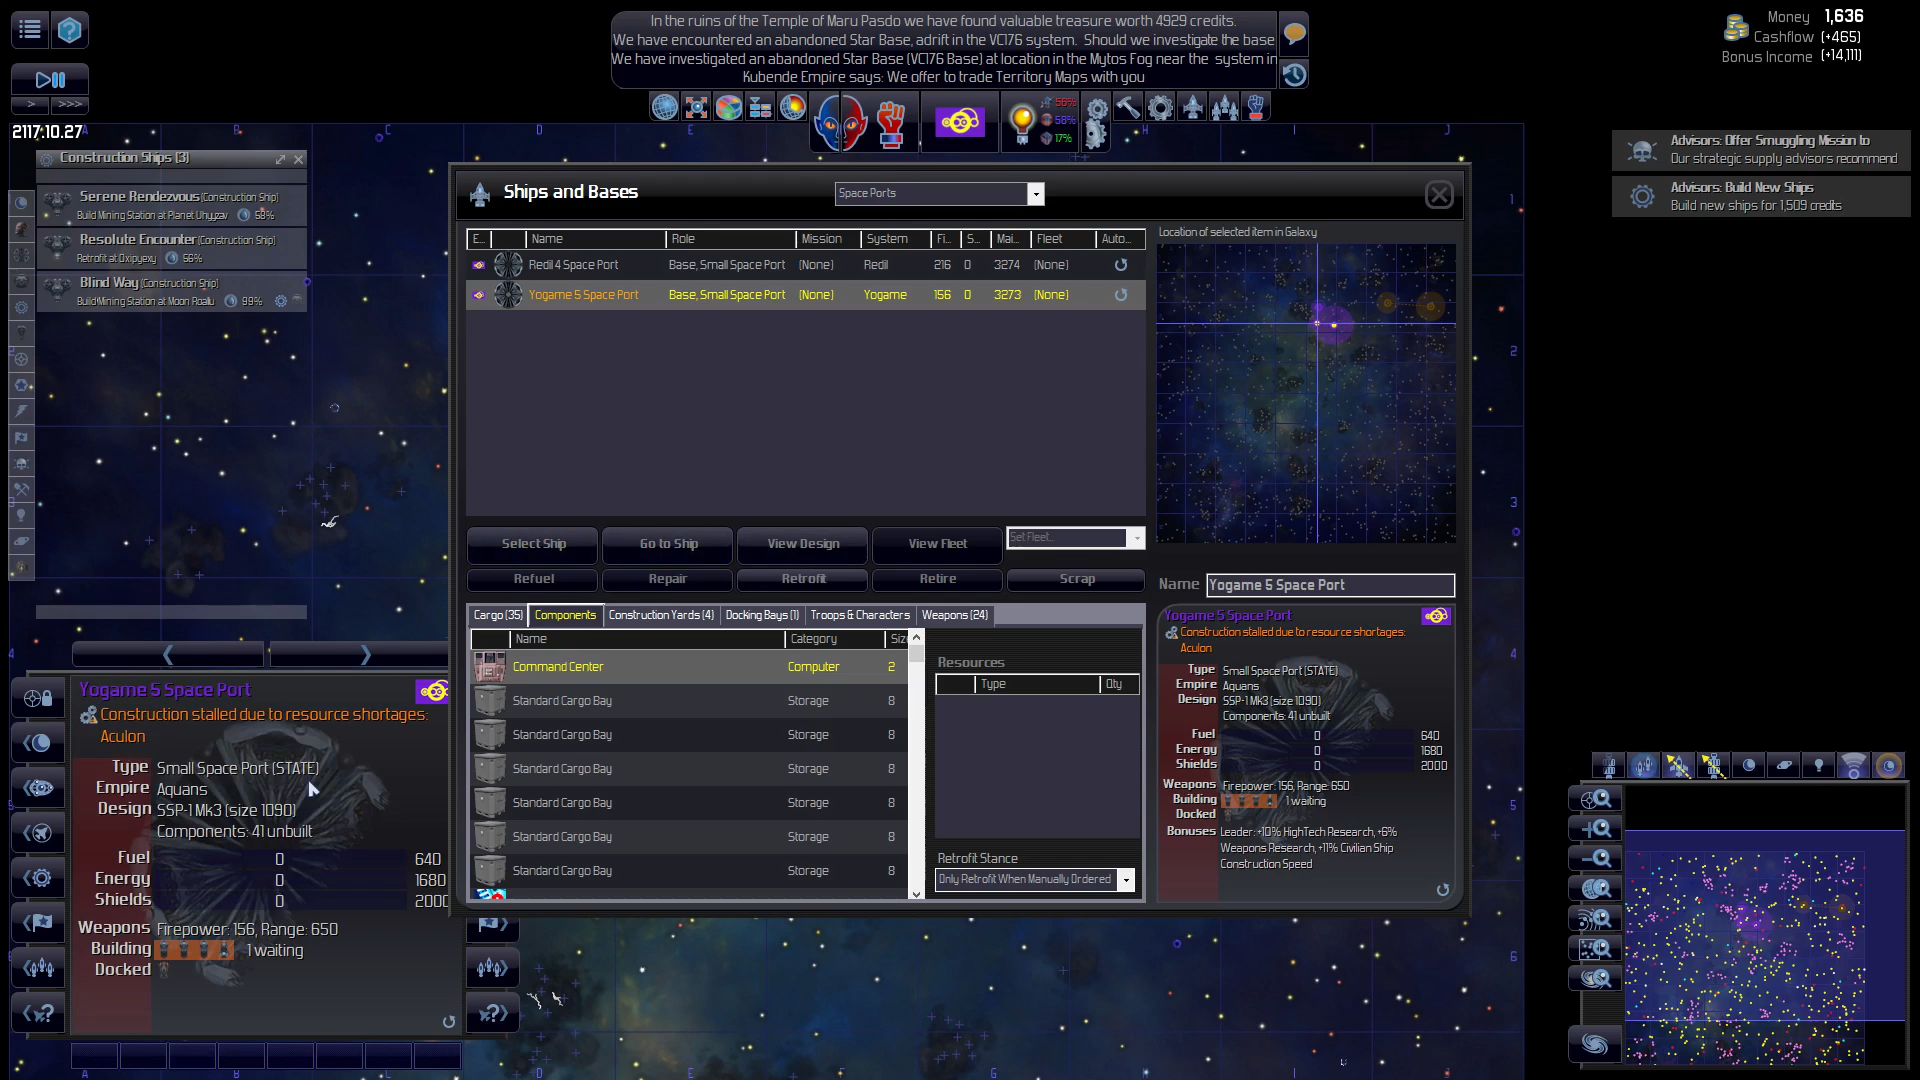 In the ruins of the Temple of Maru Pasdo we have found valuable treasure worth 4929 credits.
We have encountered an abandoned Star Base, adrift in the VC176 system. Should we investigate the base
We have investigated an abandoned Star Base (VC176 Base) at location in the Mytos Fog near the system in
Kubende Empire says: We offer to trade Territory Maps with you
Money 1,636
Cashflow (+465)
Bonus Income (+14,111)
> >>>
2117.10.27
56%
58%
17%
A B C D E H I J
Construction Ships (3)
Serene Rendezvous (Construction Ship)
Build Mining Station at Planet Uhyyzav 58%
Resolute Encounter (Construction Ship)
Retrofit at Oxipyexy 56%
Blind Way (Construction Ship)
Build Mining Station at Moon Roallu 99%
Advisors: Offer Smuggling Mission to
Our strategic supply advisors recommend
Advisors: Build New Ships
Build new ships for 1,509 credits
Ships and Bases
Space Ports
E... Name Role Mission System Fi... S... Mai... Fleet Auto...
Redil 4 Space Port Base, Small Space Port (None) Redil 216 0 3274 (None)
Yogame 5 Space Port Base, Small Space Port (None) Yogame 156 0 3273 (None)
Location of selected item in Galaxy
Select Ship Go to Ship View Design View Fleet Set Fleet...
Refuel Repair Retrofit Retire Scrap
Name Yogame 5 Space Port
Cargo (35) Components Construction Yards (4) Docking Bays (1) Troops & Characters Weapons (24)
Name Category Siz
Command Center Computer 2
Standard Cargo Bay Storage 8
Standard Cargo Bay Storage 8
Standard Cargo Bay Storage 8
Standard Cargo Bay Storage 8
Standard Cargo Bay Storage 8
Standard Cargo Bay Storage 8
Resources
Type Qty
Retrofit Stance
Only Retrofit When Manually Ordered
Yogame 5 Space Port
Construction stalled due to resource shortages:
Aculon
Type Small Space Port (STATE)
Empire Aquans
Design SSP-1 Mk3 (size 1090)
Components: 41 unbuilt
Fuel 0 640
Energy 0 1680
Shields 0 2000
Weapons Firepower: 156, Range: 650
Building 1 waiting
Docked
Bonuses Leader: +10% HighTech Research, +6%
Weapons Research, +11% Civilian Ship
Construction Speed
Yogame 5 Space Port
Construction stalled due to resource shortages:
Aculon
Type Small Space Port (STATE)
Empire Aquans
Design SSP-1 Mk3 (size 1090)
Components: 41 unbuilt
Fuel 0 640
Energy 0 1680
Shields 0 2000
Weapons Firepower: 156, Range: 650
Building 1 waiting
Docked
1
2
3
4
5
6
A B C D E G H I J